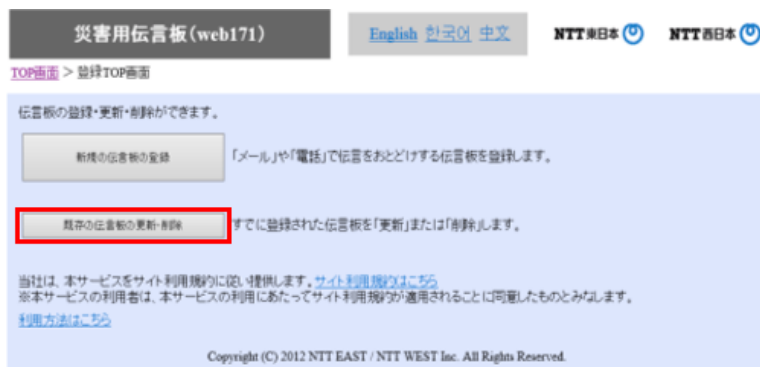 災害用伝言板(web171)
English 한국어 中文
NTT東日本
NTT西日本
TOP画面 > 登録TOP画面
伝言板の登録・更新・削除ができます。
新規の伝言板の登録
「メール」や「電話」で伝言をおとどけする伝言板を登録します。
既存の伝言板の更新・削除
すでに登録された伝言板を「更新」または「削除」します。
当社は、本サービスをサイト利用規約に従い提供します。サイト利用規約はこちら
※本サービスの利用者は、本サービスの利用にあたってサイト利用規約が適用されることに同意したものとみなします。
利用方法はこちら
Copyright (C) 2012 NTT EAST / NTT WEST Inc. All Rights Reserved.